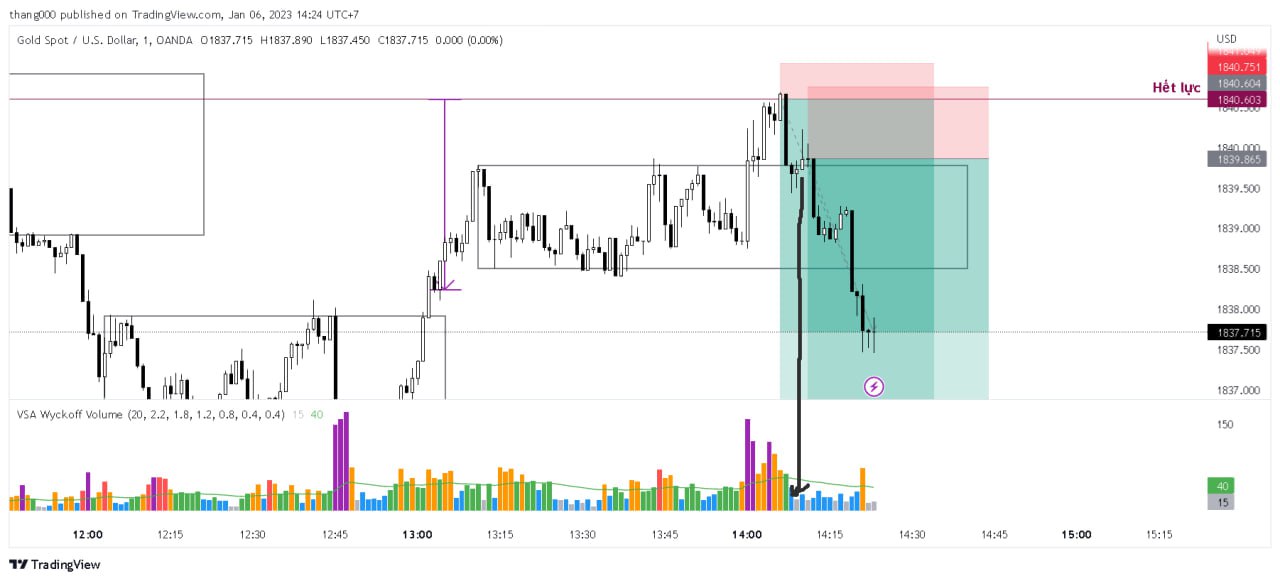 thang000 published on TradingView.com, Jan 06, 2023 14:24 UTC+7
Gold Spot / U.S. Dollar, 1, OANDA O1837.715 H1837.890 L1837.450 C1837.715 0.000 (0.00%)
USD
1840.751
1840.604
Hết lực 1840.603
1840.000
1839.865
1839.500
1839.000
1838.500
1838.000
1837.715
1837.500
1837.000
VSA Wyckoff Volume (20, 2.2, 1.8, 1.2, 0.8, 0.4, 0.4) 15 40
150
40
15
12:00 12:15 12:30 12:45 13:00 13:15 13:30 13:45 14:00 14:15 14:30 14:45 15:00 15:15
TradingView